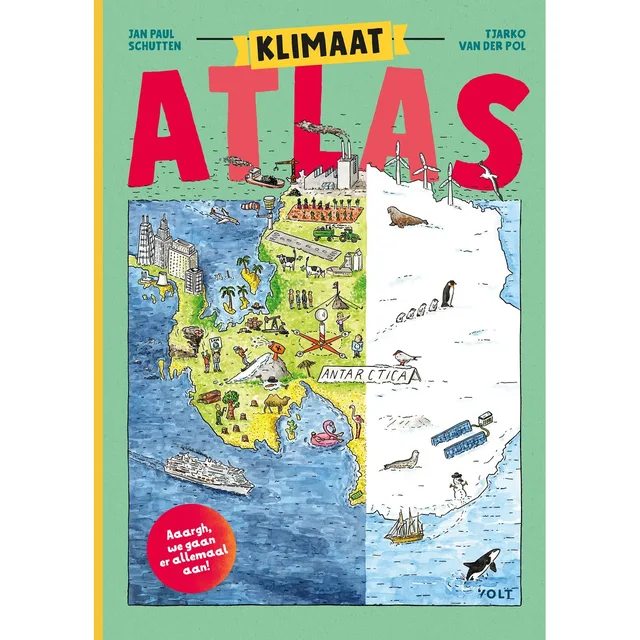 JAN PAUL
SCHUTTEN
KLIMAAT
TJARKO
VAN DER POL
ATLAS
ANTARCTICA
Aaargh,
we gaan
er allemaal
aan!
VOLT